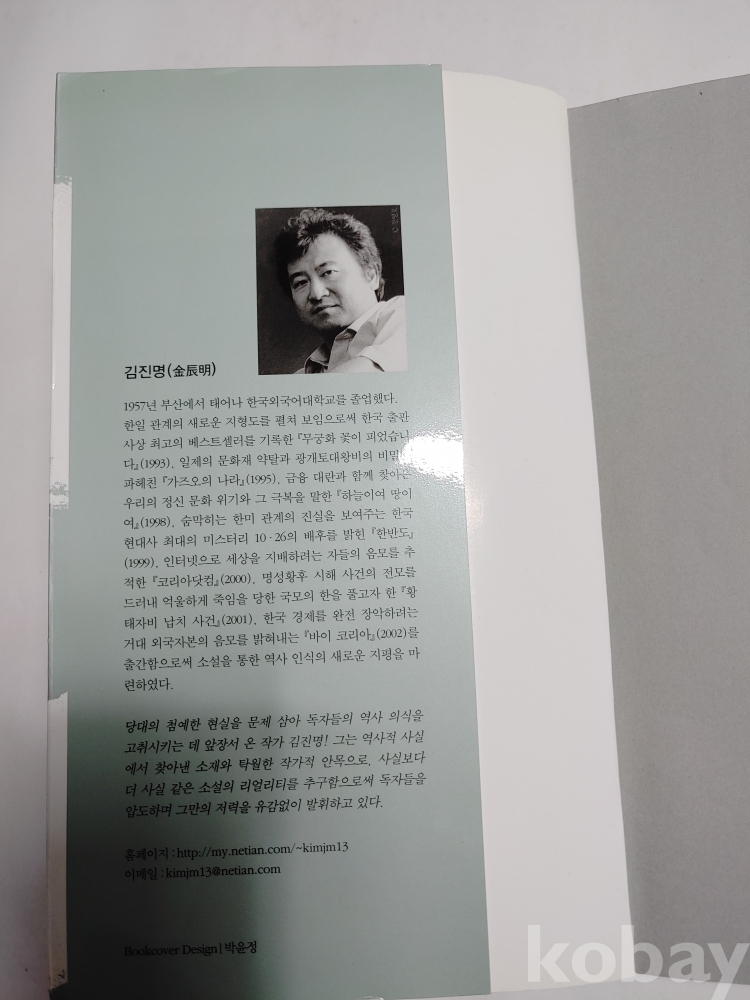 김진명(金辰明)
1957년 부산에서 태어나 한국외국어대학교를 졸업했다.
한일 관계의 새로운 지형도를 펼쳐 보임으로써 한국 출판
사상 최고의 베스트셀러를 기록한 『무궁화 꽃이 피었습니
다』(1993), 일제의 문화재 약탈과 광개토대왕비의 비밀
파헤친 『가즈오의 나라』(1995), 금융 대란과 함께 찾아온
우리의 정신 문화 위기와 그 극복을 말한 『하늘이여 땅이
여』(1998), 숨막히는 한미 관계의 진실을 보여주는 한국
현대사 최대의 미스터리 10·26의 배후를 밝힌 『한반도』
(1999), 인터넷으로 세상을 지배하려는 자들의 음모를 추
적한 『코리아닷컴』(2000), 명성황후 시해 사건의 전모를
드러내 억울하게 죽임을 당한 국모의 한을 풀고자 한 『황
태자비 납치 사건』(2001), 한국 경제를 완전 장악하려는
거대 외국자본의 음모를 밝혀내는 『바이 코리아』(2002)를
출간함으로써 소설을 통한 역사 인식의 새로운 지평을 마
련하였다.
당대의 첨예한 현실을 문제 삼아 독자들의 역사 의식을
고취시키는 데 앞장서 온 작가 김진명! 그는 역사적 사실
에서 찾아낸 소재와 탁월한 작가적 안목으로, 사실보다
더 사실 같은 소설의 리얼리티를 추구함으로써 독자들을
압도하며 그만의 저력을 유감없이 발휘하고 있다.
홈페이지 : http://my.netian.com/~kimjm13
이메일 : kimjm13@netian.com
Bookcover Design | 박윤정
kobay